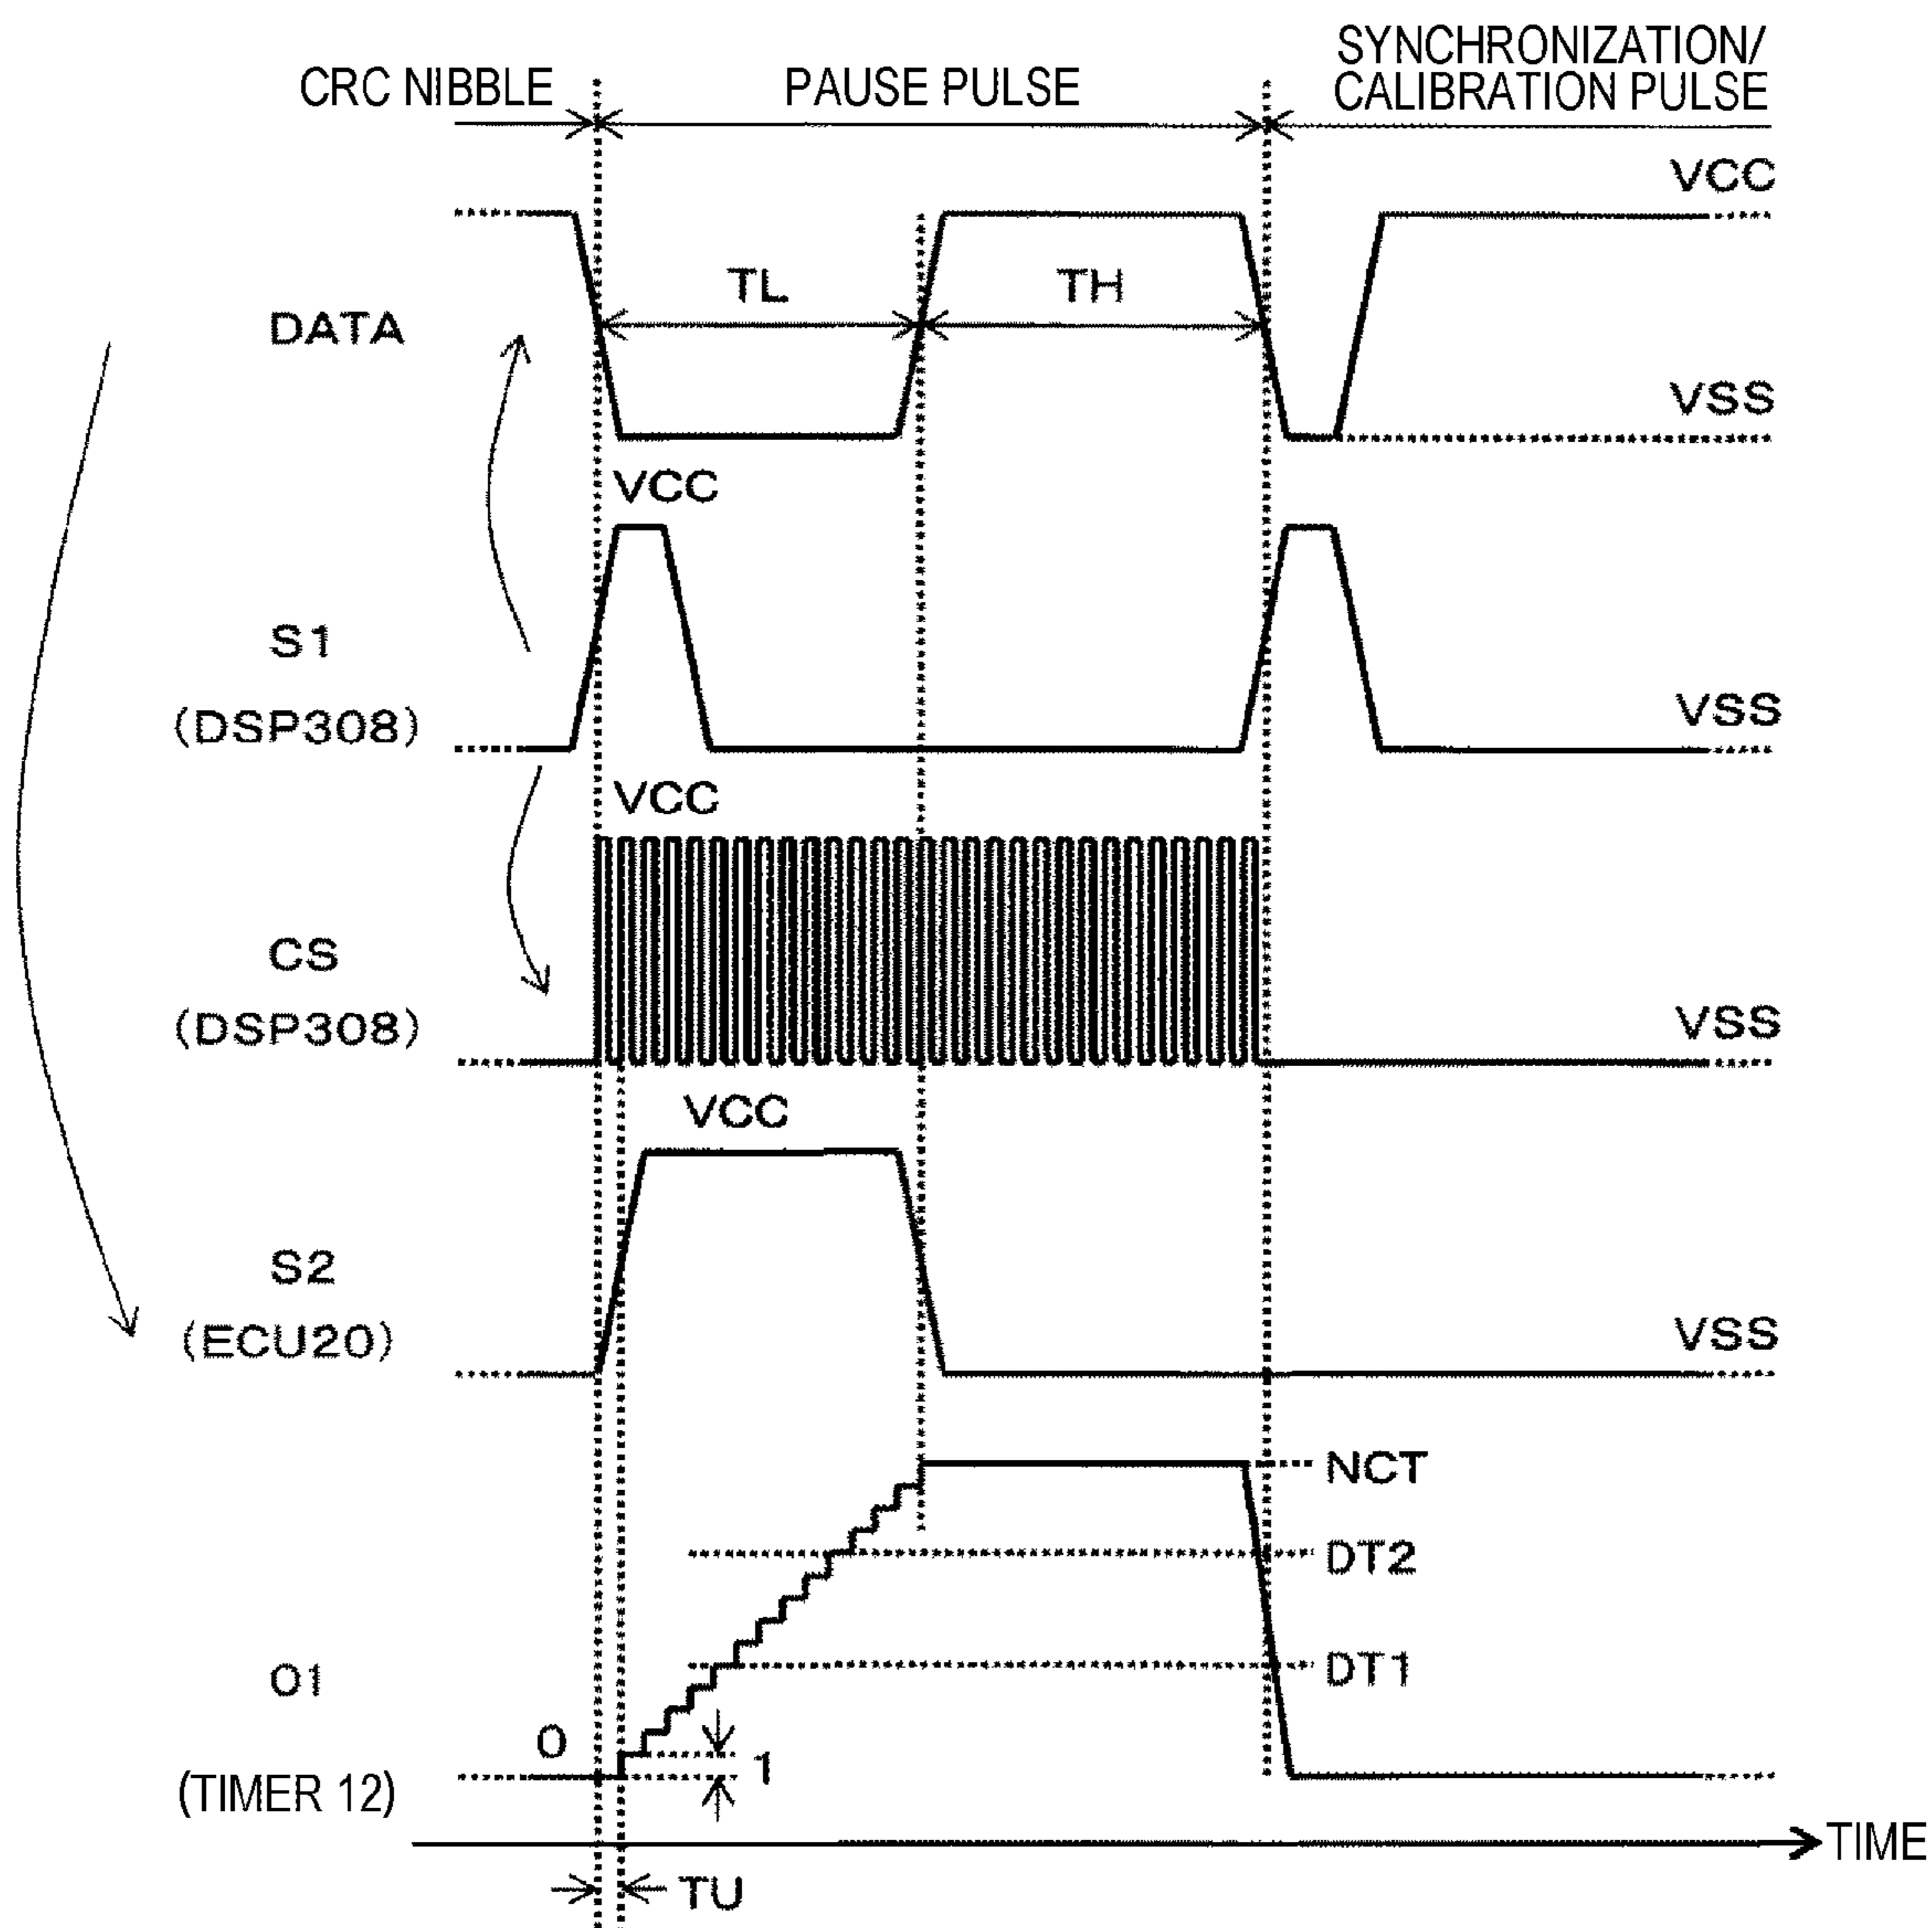 CRC NIBBLE
PAUSE PULSE
SYNCHRONIZATION/
CALIBRATION PULSE
VCC
TL
TH
DATA
VSS
VCC
S1
(DSP308)
VSS
VCC
CS
(DSP308)
VSS
VCC
S2
(ECU20)
VSS
NCT
DT2
DT1
O1
0
1
(TIMER 12)
TIME
TU